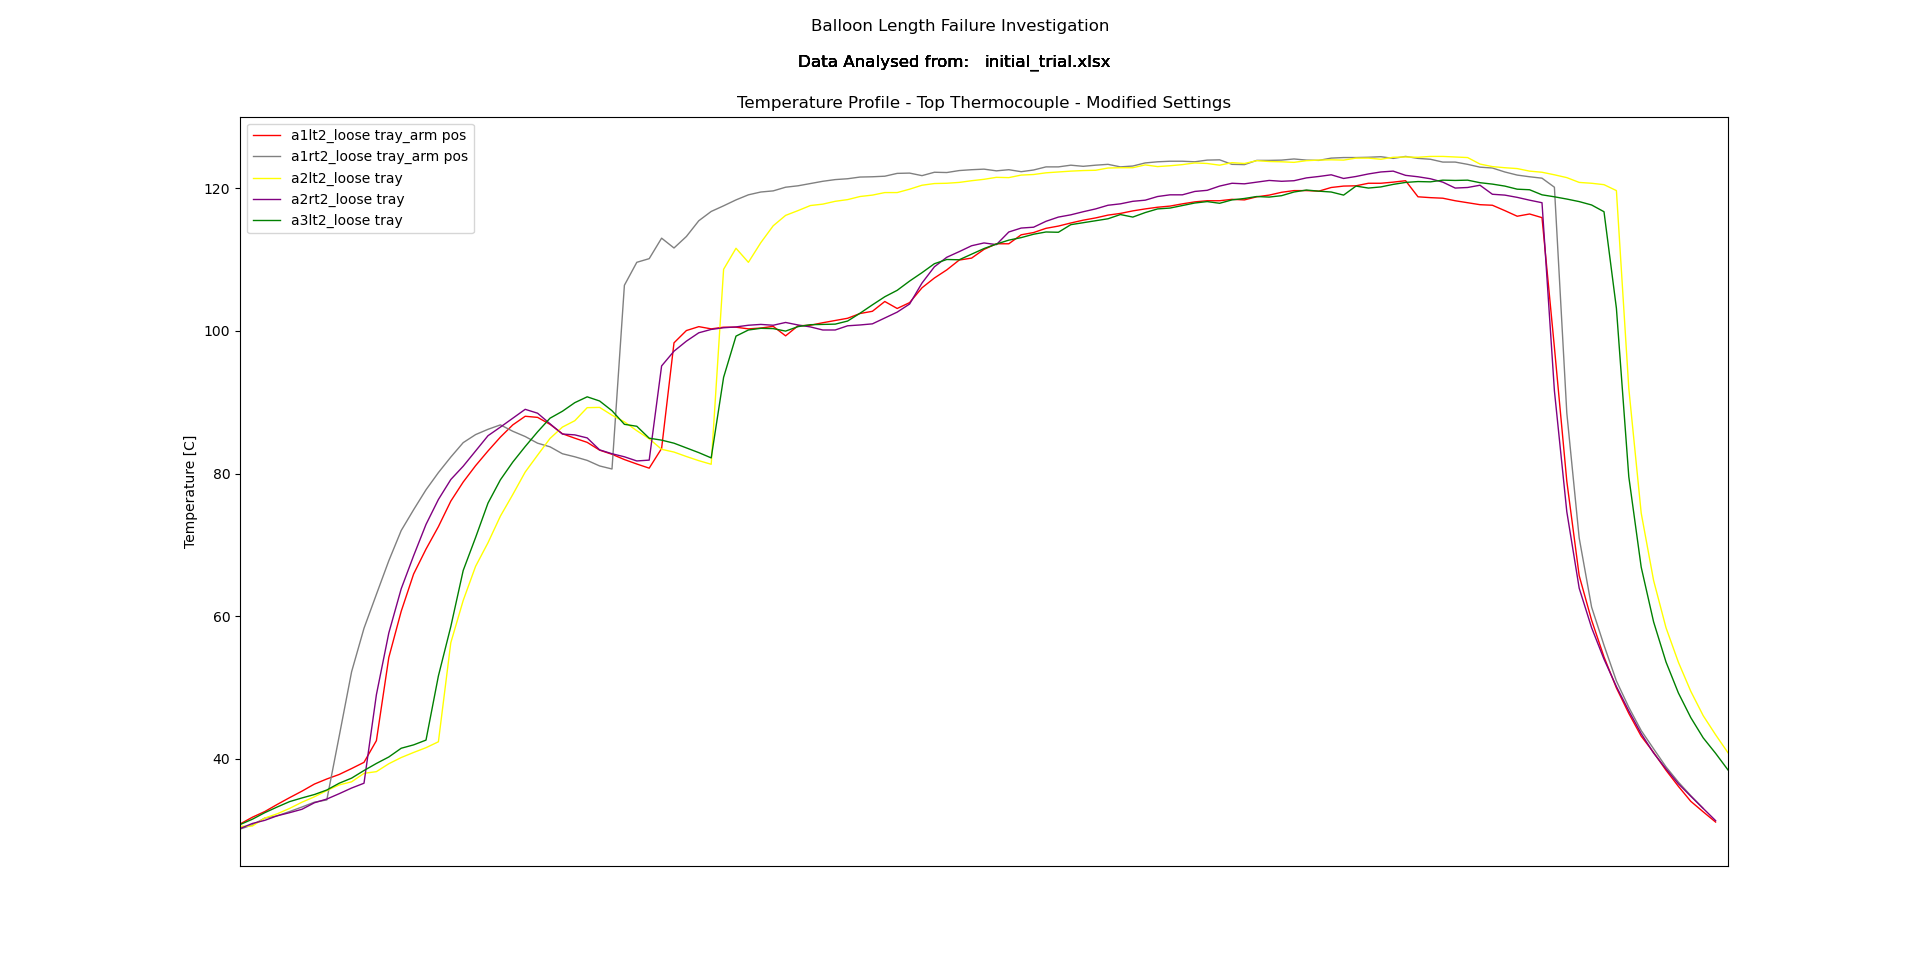 Balloon Length Failure Investigation
Data Analysed from:   initial_trial.xlsx
Temperature Profile - Top Thermocouple - Modified Settings
a1lt2_loose tray_arm pos
a1rt2_loose tray_arm pos
a2lt2_loose tray
a2rt2_loose tray
a3lt2_loose tray
120
100
80
60
40
Temperature [C]